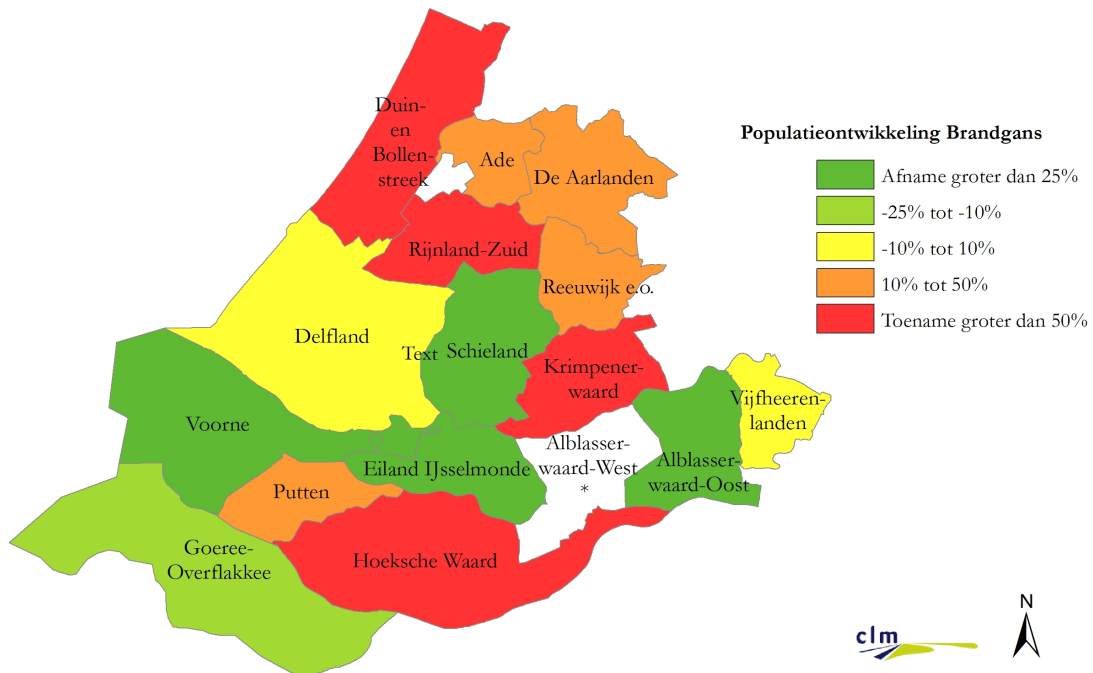 Duin-
en
Bollen-
streek
Ade
De Aarlanden
Rijnland-Zuid
Reeuwijk e.o.
Delfland
Text
Schieland
Krimpener-
waard
Vijfheeren-
landen
Voorne
Alblasser-
waard-West
*
Eiland IJsselmonde
Alblasser-
waard-Oost
Putten
Goeree-
Overflakkee
Hoeksche Waard
Populatieontwikkeling Brandgans
Afname groter dan 25%
-25% tot -10%
-10% tot 10%
10% tot 50%
Toename groter dan 50%
clm
N